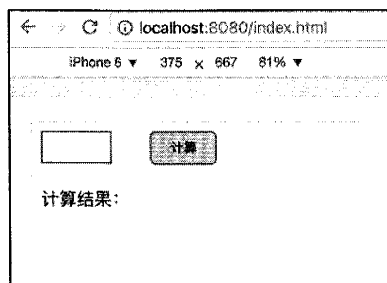 localhost:8080/index.html
iPhone 6 ▼ 375 × 667 81% ▼
计算
计算结果：